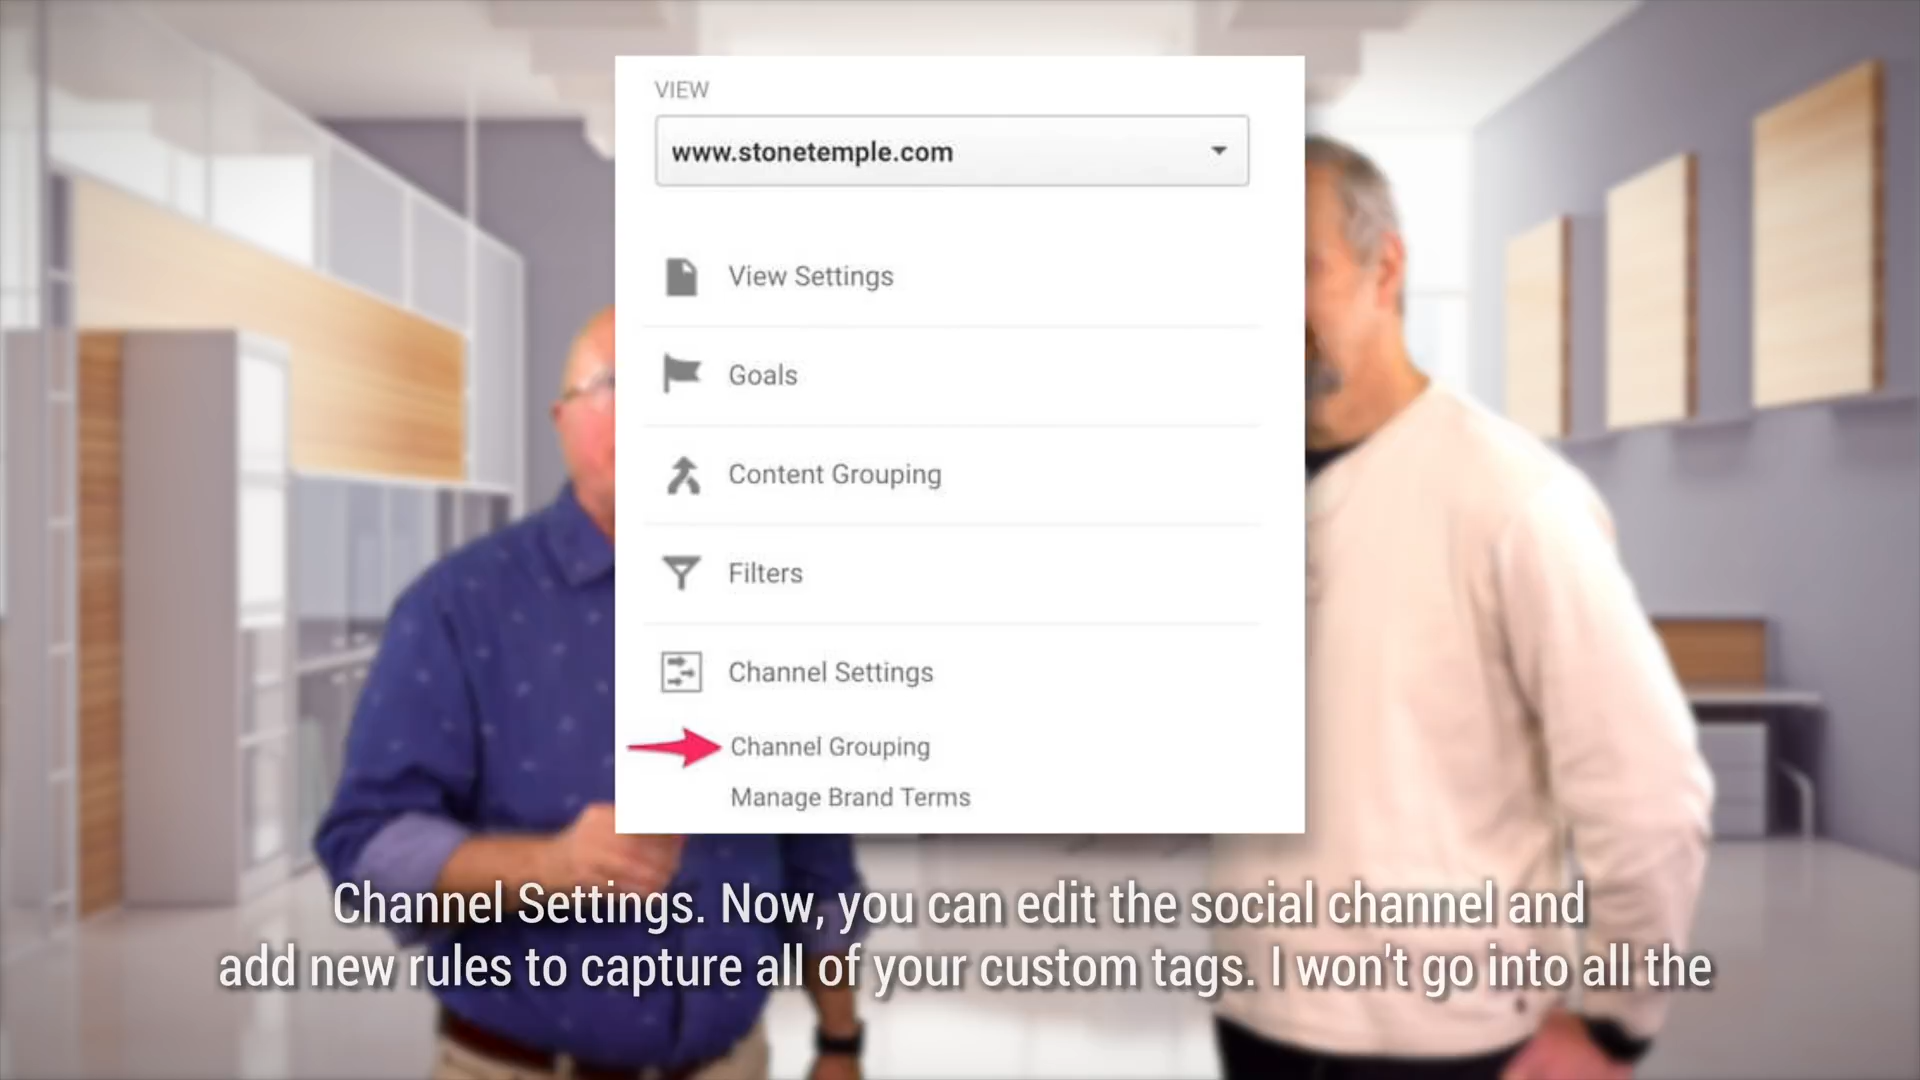 VIEW
www.stonetemple.com
View Settings
Goals
Content Grouping
Filters
Channel Settings
Channel Grouping
Manage Brand Terms
Channel Settings. Now, you can edit the social channel and
add new rules to capture all of your custom tags. I won't go into all the